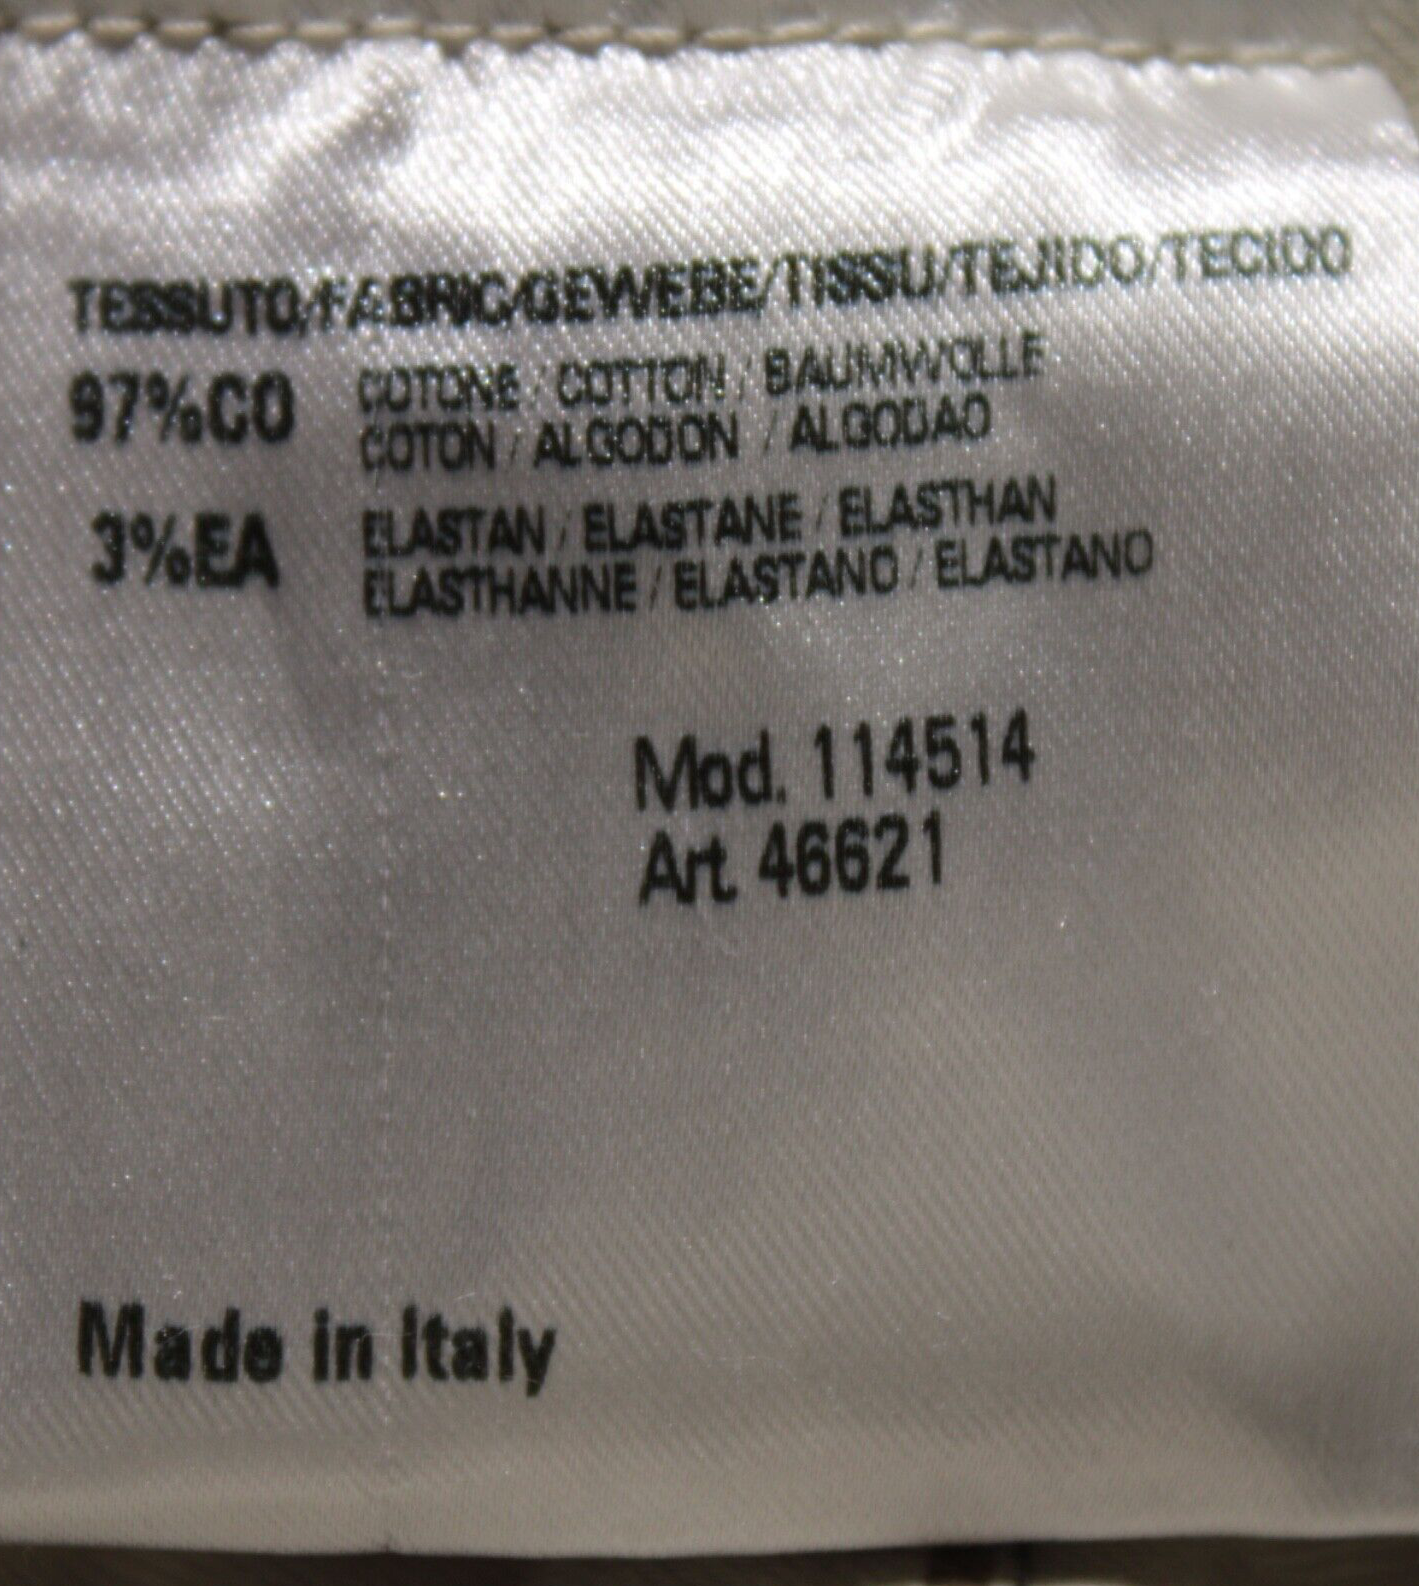 TESSUTO/FABRIC/GEWEBE/TISSU/TEJIDO/TECIDO
97%CO COTONE / COTTON / BAUMWOLLE
COTON / ALGODON / ALGODAO
3%EA ELASTAN / ELASTANE / ELASTHAN
ELASTHANNE / ELASTANO / ELASTANO
Mod. 114514
Art. 46621
Made in Italy